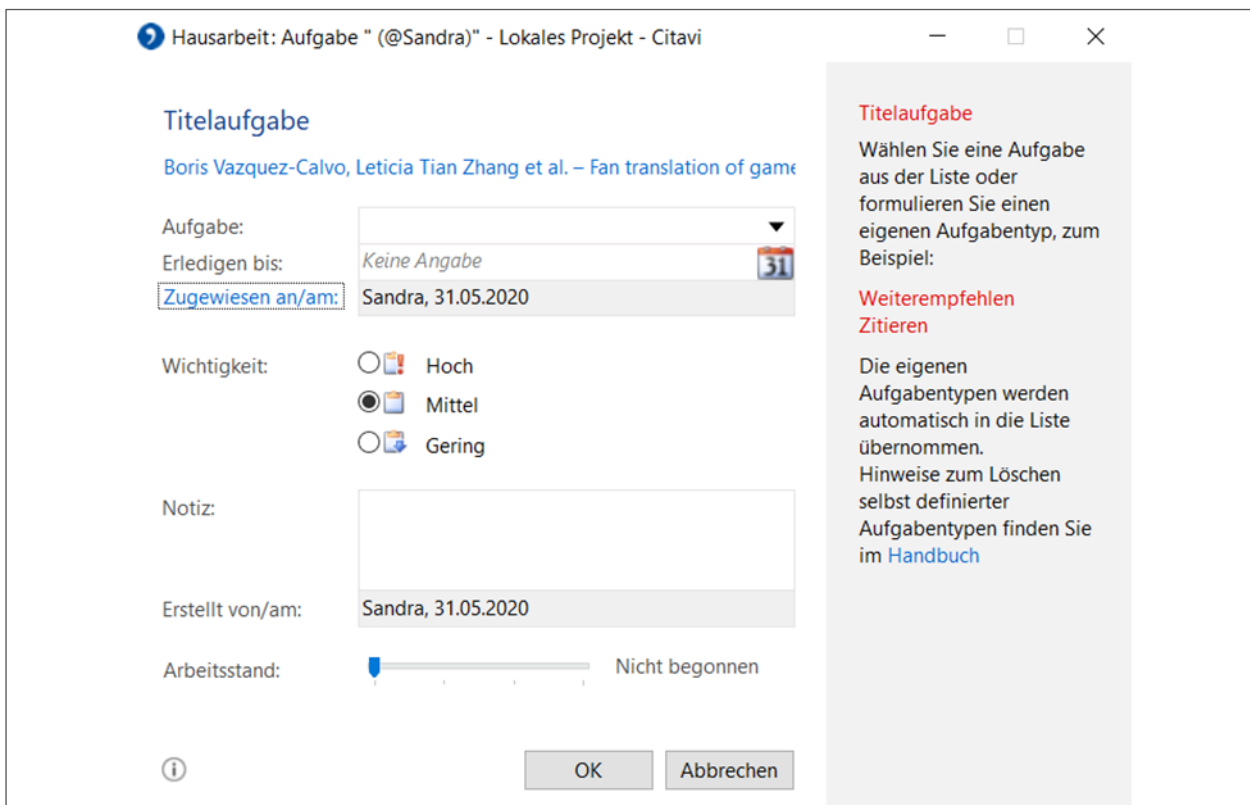 Hausarbeit: Aufgabe " (@Sandra)" - Lokales Projekt - Citavi
Titelaufgabe
Boris Vazquez-Calvo, Leticia Tian Zhang et al. – Fan translation of game
Aufgabe:
Erledigen bis: Keine Angabe 31
Zugewiesen an/am: Sandra, 31.05.2020
Wichtigkeit: Hoch
Mittel
Gering
Notiz:
Erstellt von/am: Sandra, 31.05.2020
Arbeitsstand: Nicht begonnen
OK Abbrechen
Titelaufgabe
Wählen Sie eine Aufgabe
aus der Liste oder
formulieren Sie einen
eigenen Aufgabentyp, zum
Beispiel:
Weiterempfehlen
Zitieren
Die eigenen
Aufgabentypen werden
automatisch in die Liste
übernommen.
Hinweise zum Löschen
selbst definierter
Aufgabentypen finden Sie
im Handbuch